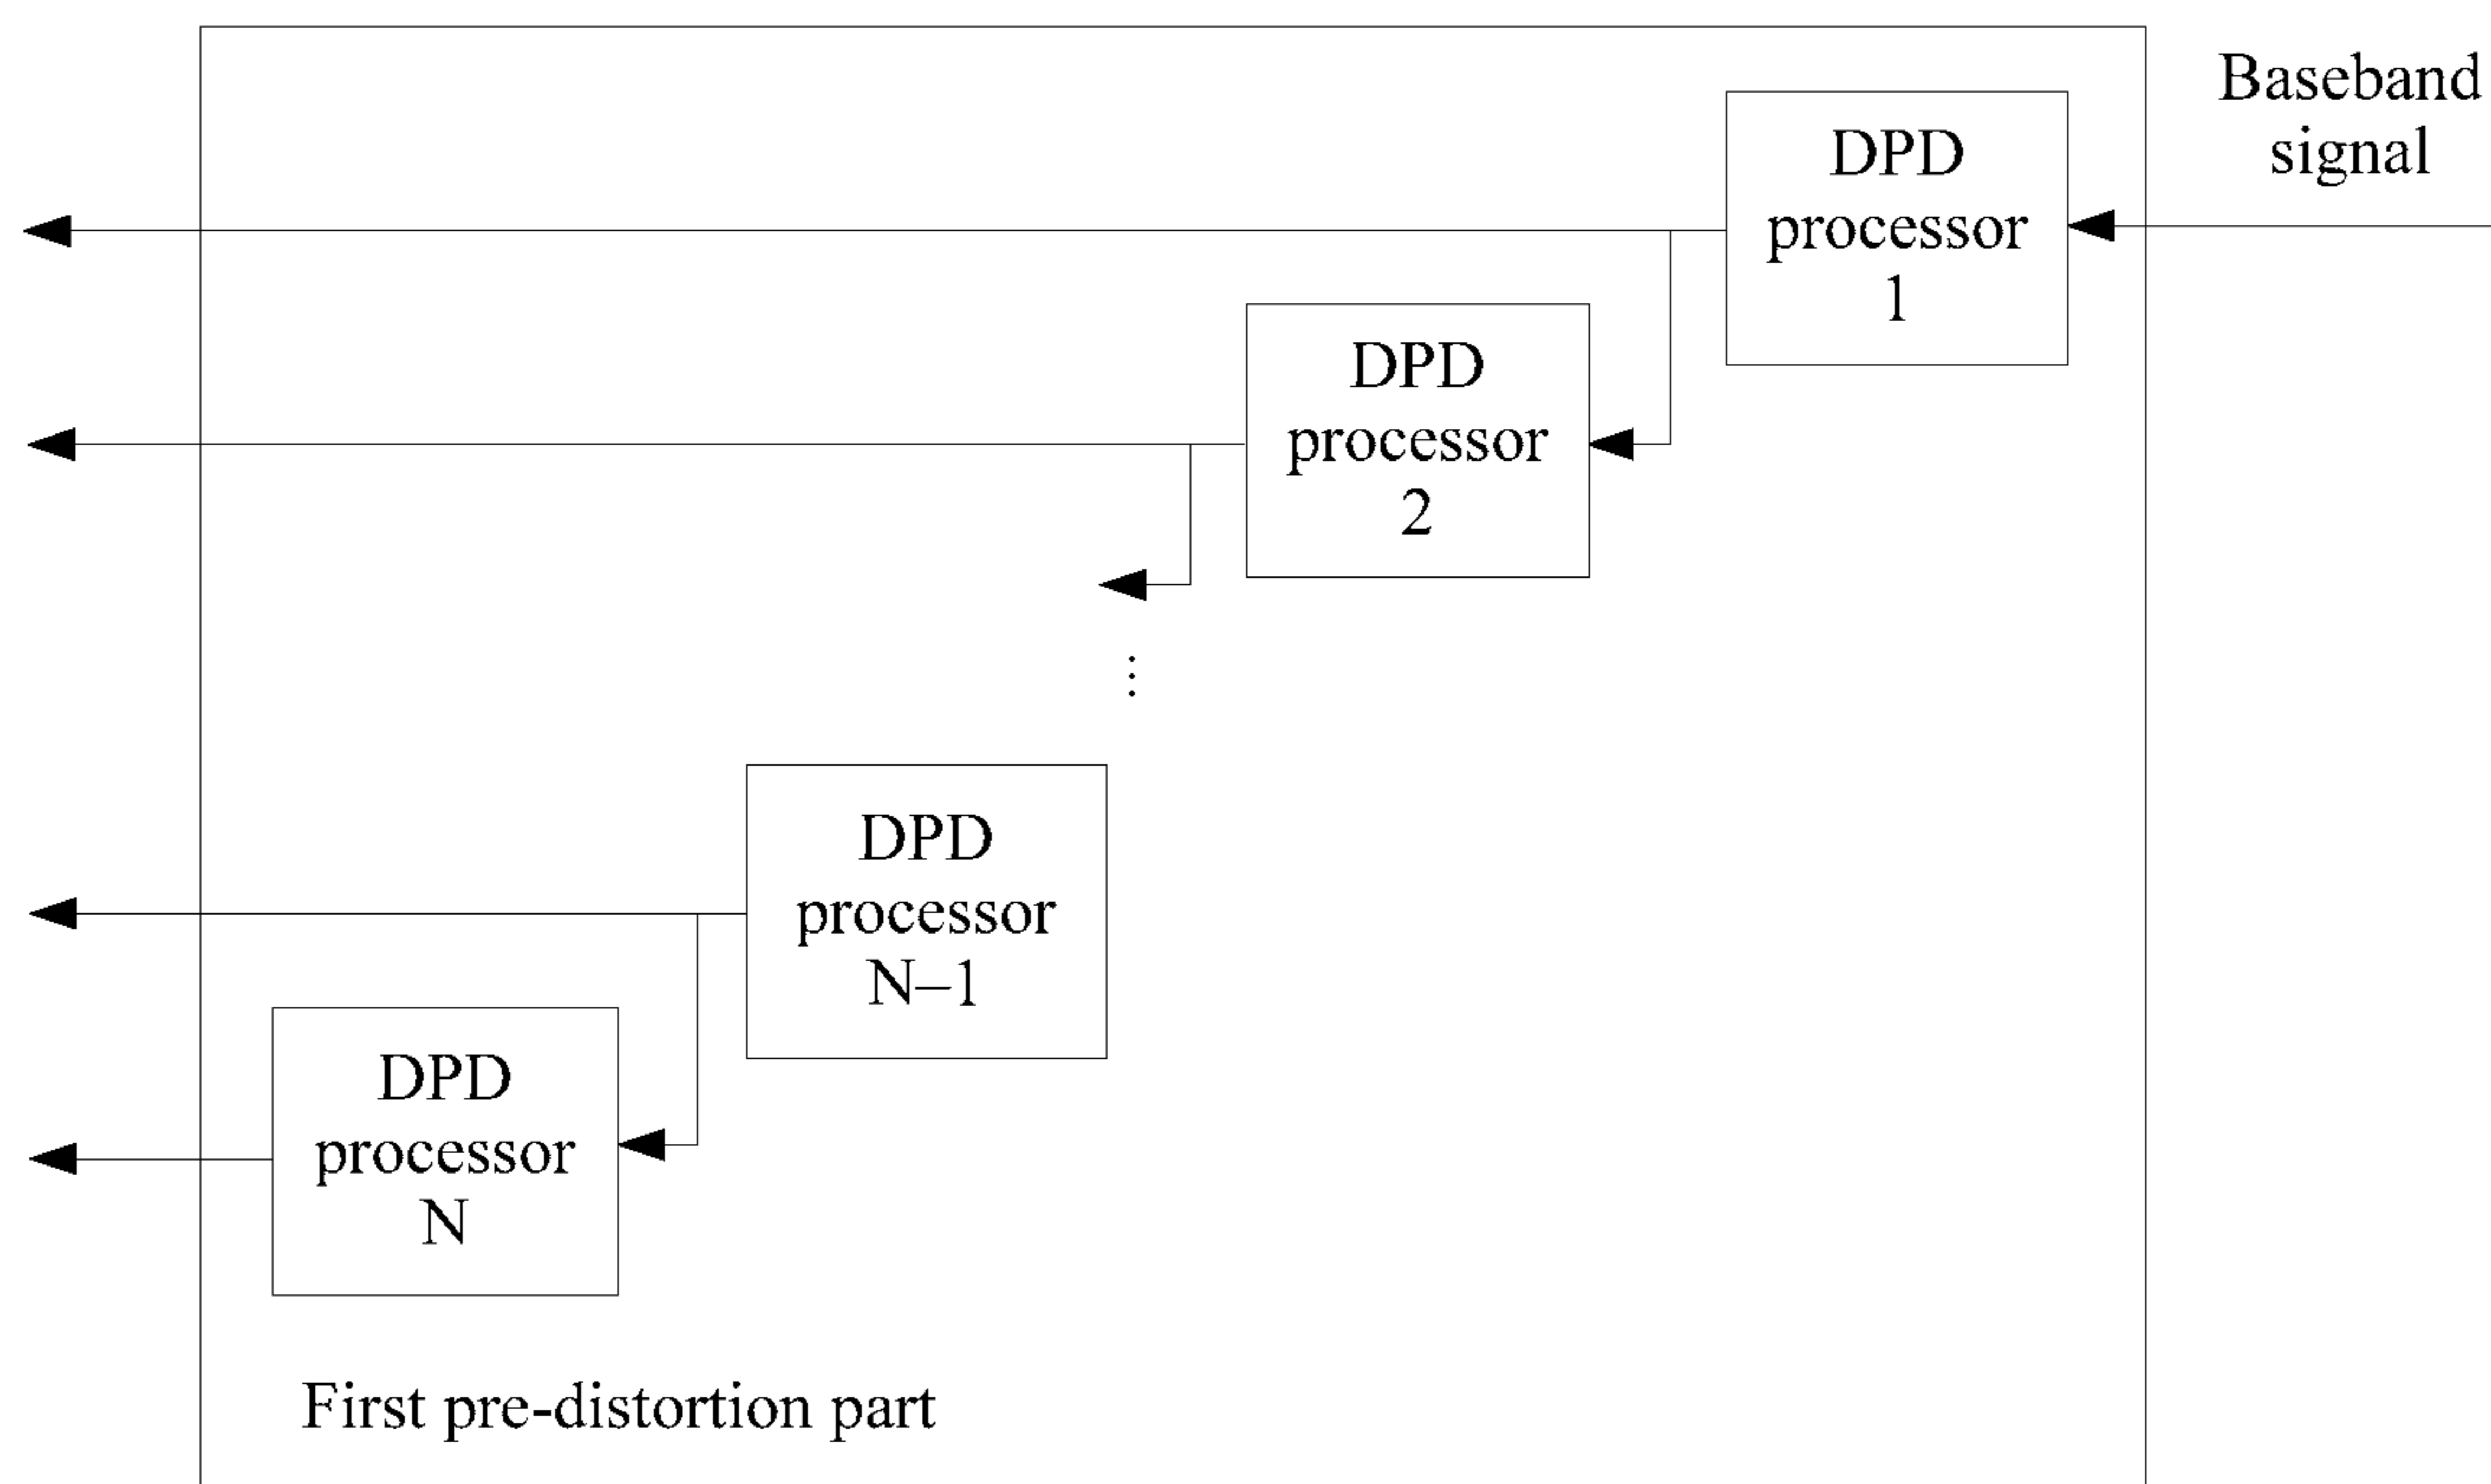 Baseband
signal
DPD
processor
1
DPD
processor
2
DPD
processor
N–1
DPD
processor
N
First pre-distortion part